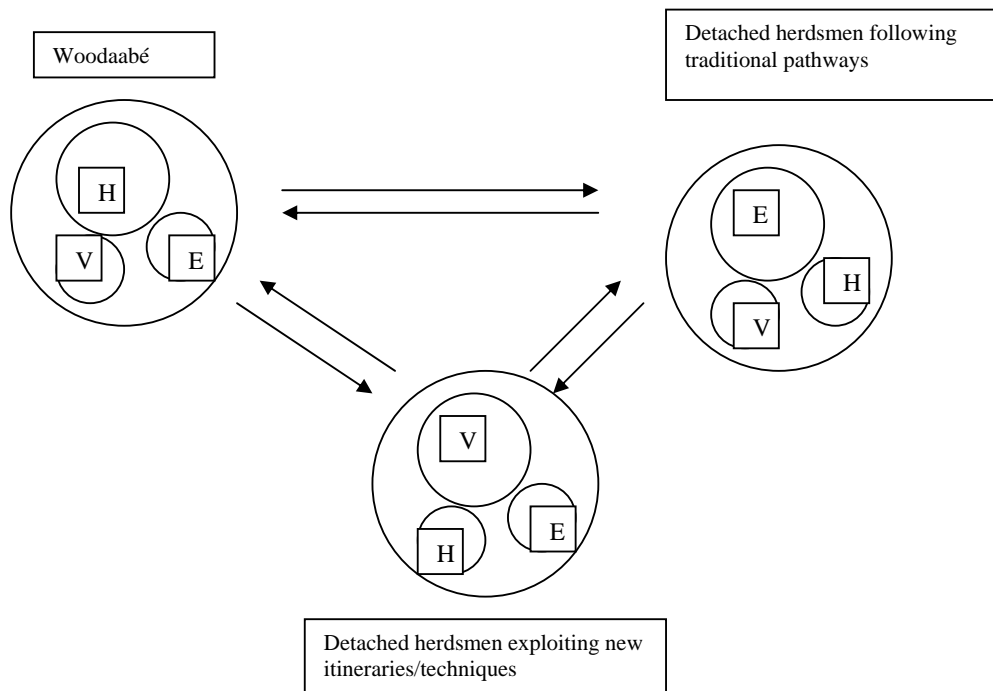 Woodaabé
Detached herdsmen following
traditional pathways
H
V
E
E
H
V
V
H
E
Detached herdsmen exploiting new
itineraries/techniques